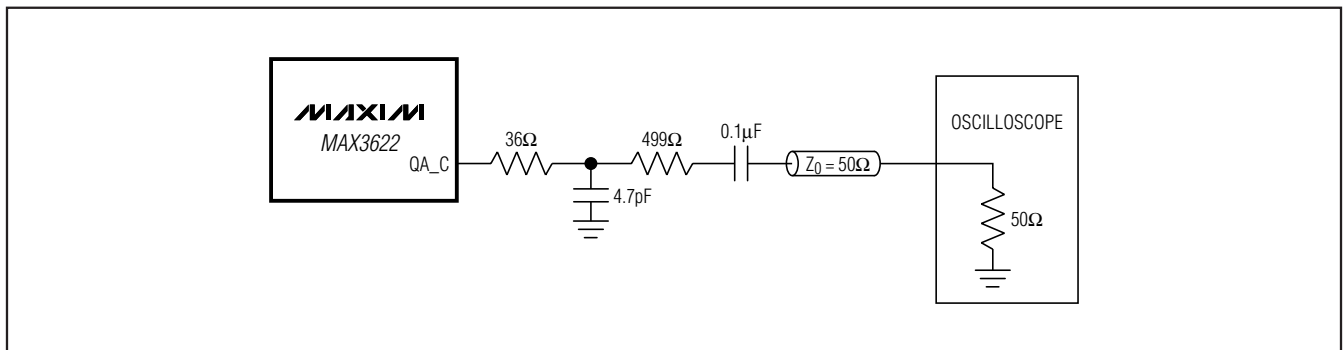 MAXIM
MAX3622
QA_C
36Ω
4.7pF
499Ω
0.1µF
Z0 = 50Ω
OSCILLOSCOPE
50Ω